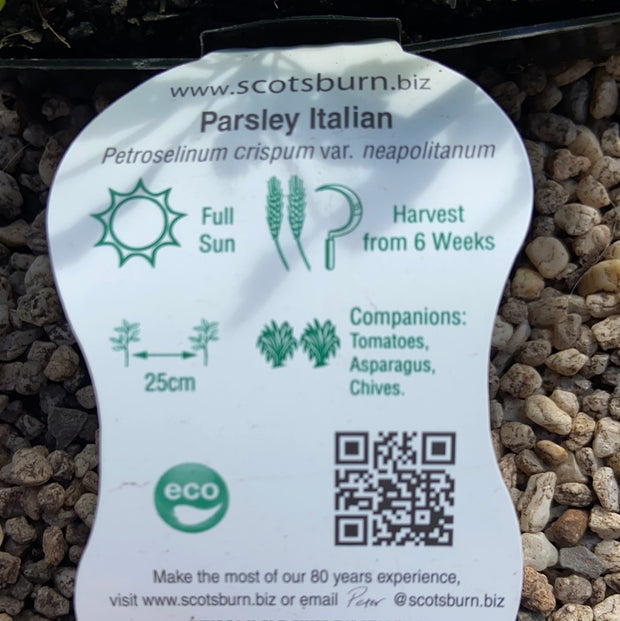 www.scotsburn.biz
Parsley Italian
Petroselinum crispum var. neapolitanum
Full
Sun
Harvest
from 6 Weeks
25cm
Companions:
Tomatoes,
Asparagus,
Chives.
eco
Make the most of our 80 years experience,
visit www.scotsburn.biz or email Peter @scotsburn.biz